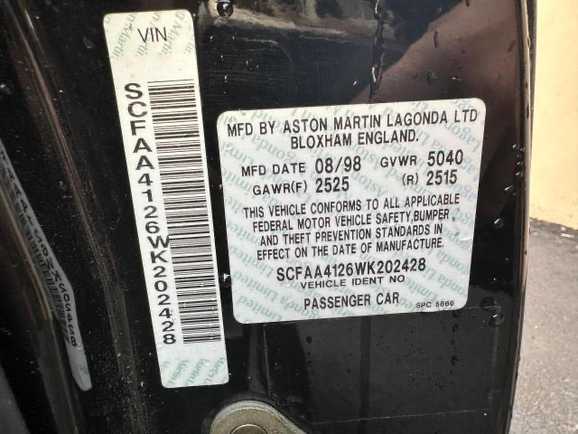 VIN
SCFAA4126WK202428
MFD BY ASTON MARTIN LAGONDA LTD
BLOXHAM ENGLAND.
MFD DATE 08/98 GVWR 5040
GAWR(F) 2525 (R) 2515
THIS VEHICLE CONFORMS TO ALL APPLICABLE
FEDERAL MOTOR VEHICLE SAFETY,BUMPER
AND THEFT PREVENTION STANDARDS IN
EFFECT ON THE DATE OF MANUFACTURE.
SCFAA4126WK202428
VEHICLE IDENT NO
PASSENGER CAR